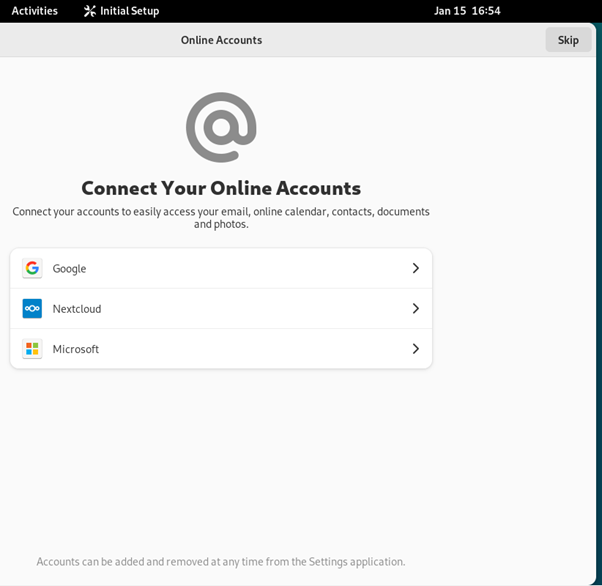 Activities Initial Setup Jan 15 16:54
Online Accounts Skip
Connect Your Online Accounts
Connect your accounts to easily access your email, online calendar, contacts, documents
and photos.
Google
Nextcloud
Microsoft
Accounts can be added and removed at any time from the Settings application.